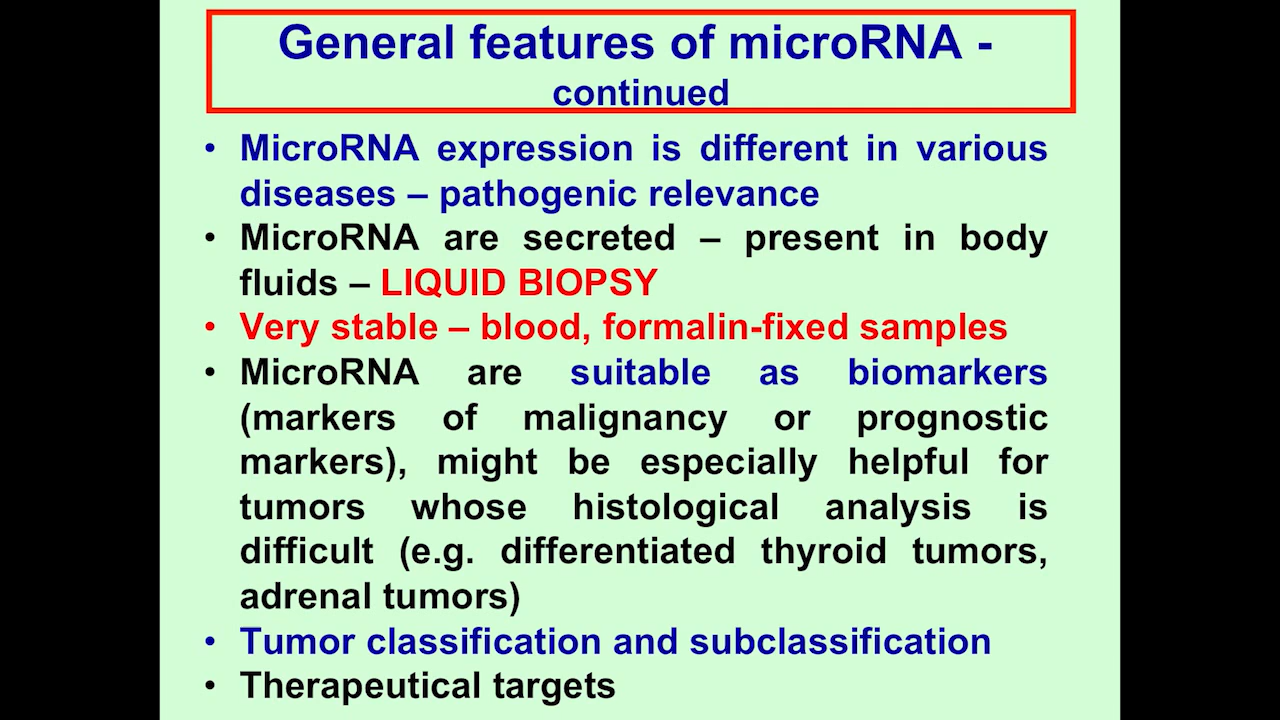 General features of microRNA -
continued
• MicroRNA expression is different in various
diseases – pathogenic relevance
• MicroRNA are secreted – present in body
fluids – LIQUID BIOPSY
• Very stable – blood, formalin-fixed samples
• MicroRNA are suitable as biomarkers
(markers of malignancy or prognostic
markers), might be especially helpful for
tumors whose histological analysis is
difficult (e.g. differentiated thyroid tumors,
adrenal tumors)
• Tumor classification and subclassification
• Therapeutical targets